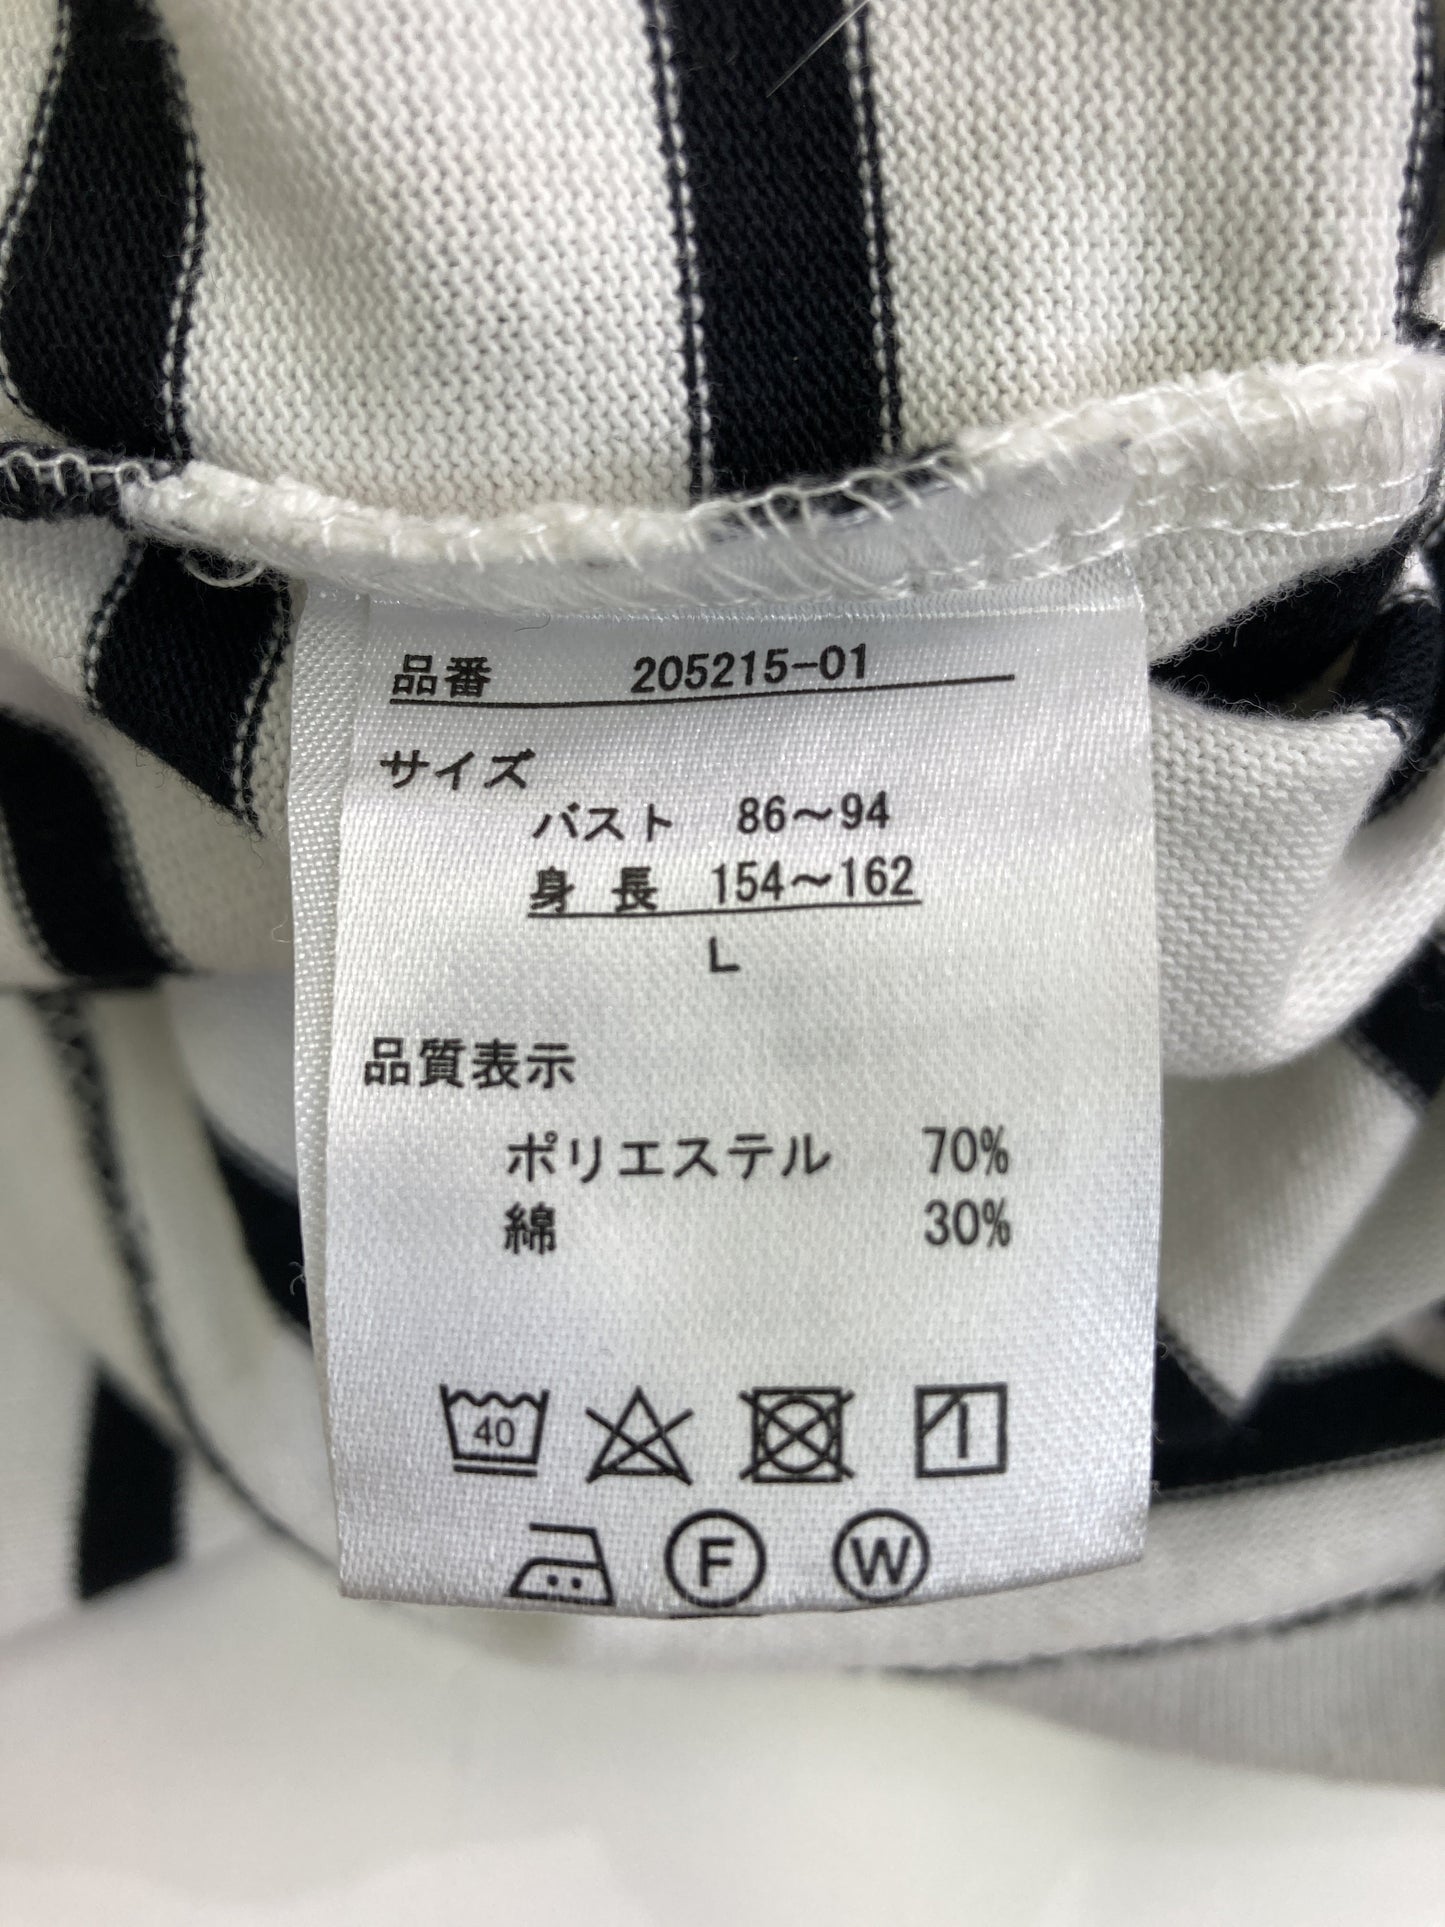 品番 205215-01
サイズ
バスト 86〜94
身長 154〜162
L
品質表示
ポリエステル 70%
綿 30%
40
F W